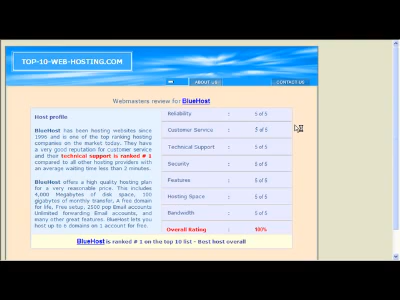 TOP-10-WEB-HOSTING.COM
ABOUT US
CONTACT US
Webmasters review for BlueHost
Host profile
BlueHost has been hosting websites since
1996 and is one of the top ranking hosting
companies on the market today. They have
a very good reputation for customer service
and their technical support is ranked # 1
compared to all other hosting providers with
an average waiting time less than 2 minutes.
BlueHost offers a high quality hosting plan
for a very reasonable price. This includes
4,000 Megabytes of disk space, 100
gigabytes of monthly transfer. A free domain
for life, Free setup, 2500 pop Email accounts
Unlimited forwarding Email accounts, and
many other great features. BlueHost lets you
host up to domains on 1 account for free.
Reliability : 5 of 5
Customer Service : 5 of 5
Technical Support : 5 of 5
Security : 5 of 5
Features : 5 of 5
Hosting Space : 5 of 5
Bandwidth : 5 of 5
Overall Rating : 100%
BlueHost is ranked # 1 on the top 10 list - Best host overall